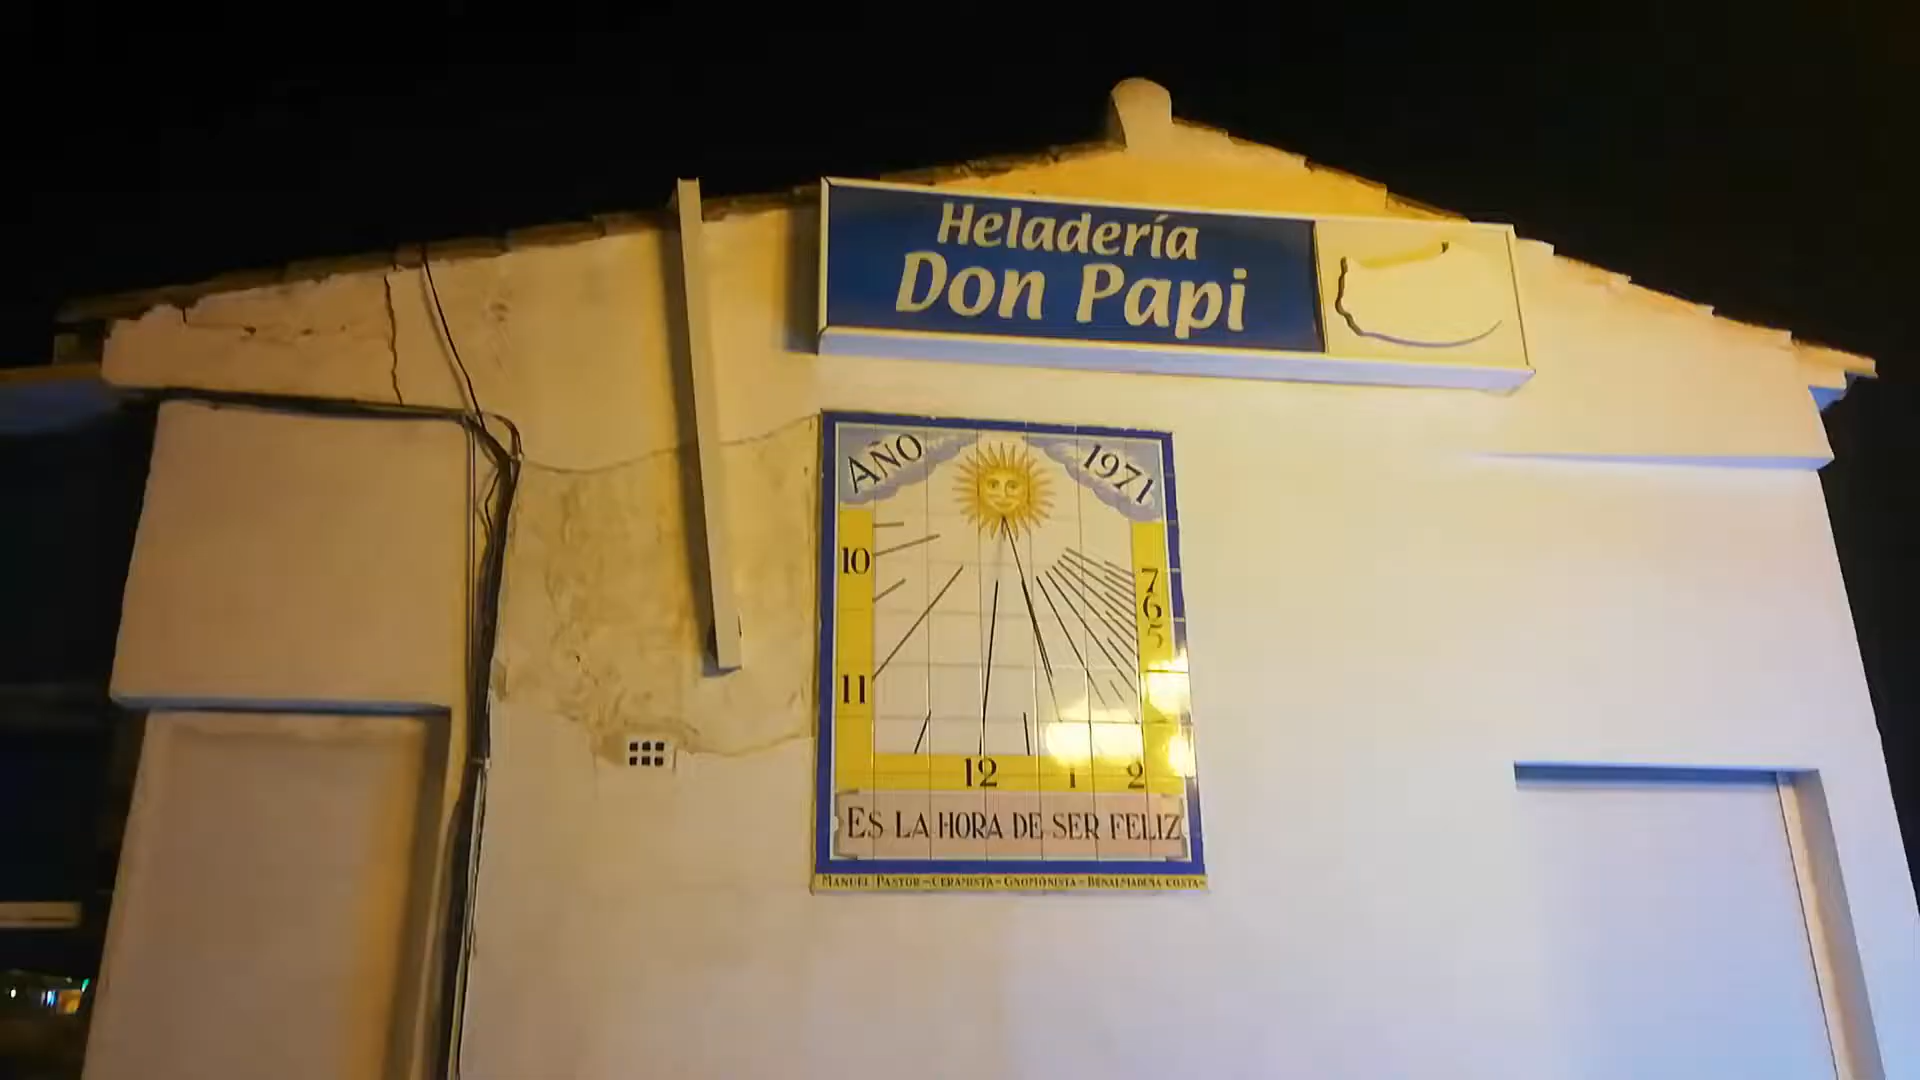 Heladería
Don Papi
AÑO 1971
10
11
12
1
2
7
6
5
ES LA HORA DE SER FELIZ
MANUEL PASTOR - CERAMISTA - GNOMONISTA - BENALMADENA COSTA -